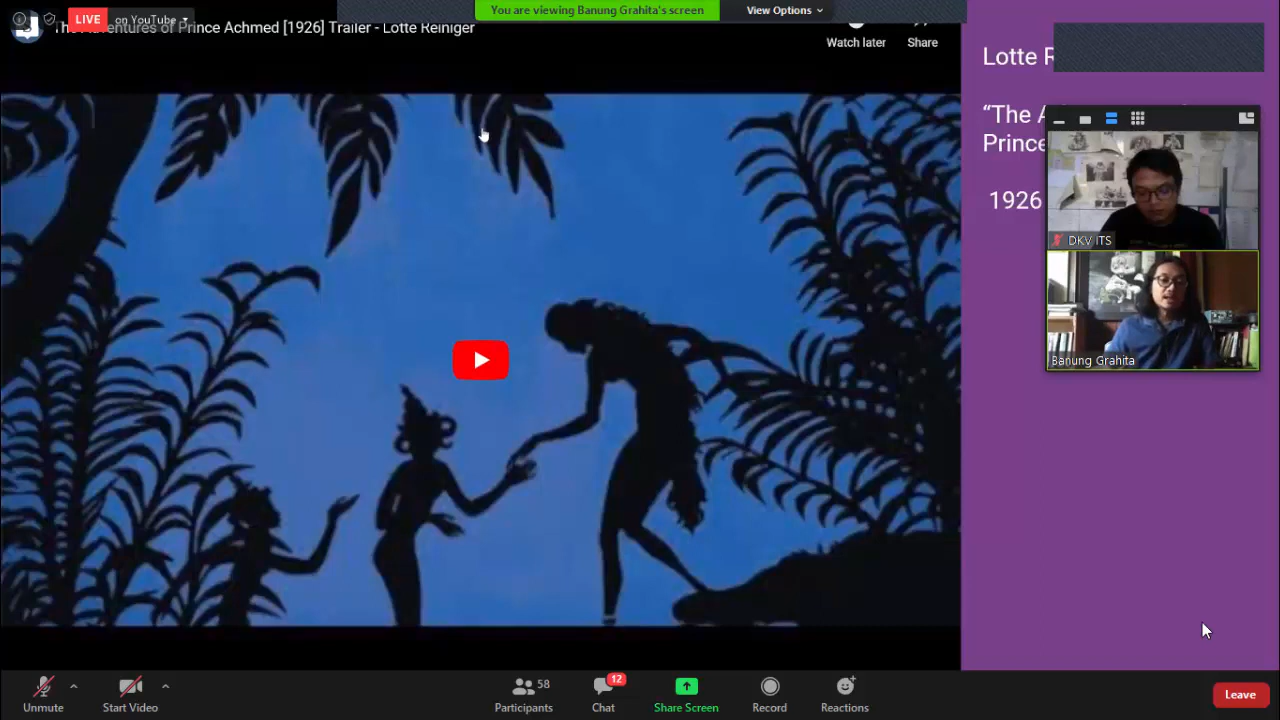 LIVE on YouTube
You are viewing Banung Grahita's screen
View Options
The Adventures of Prince Achmed [1926] Trailer - Lotte Reiniger
Watch later
Share
Lotte
“The
Prince
1926
DKV ITS
Banung Grahita
Unmute
Start Video
Participants
58
Chat
12
Share Screen
Record
Reactions
Leave